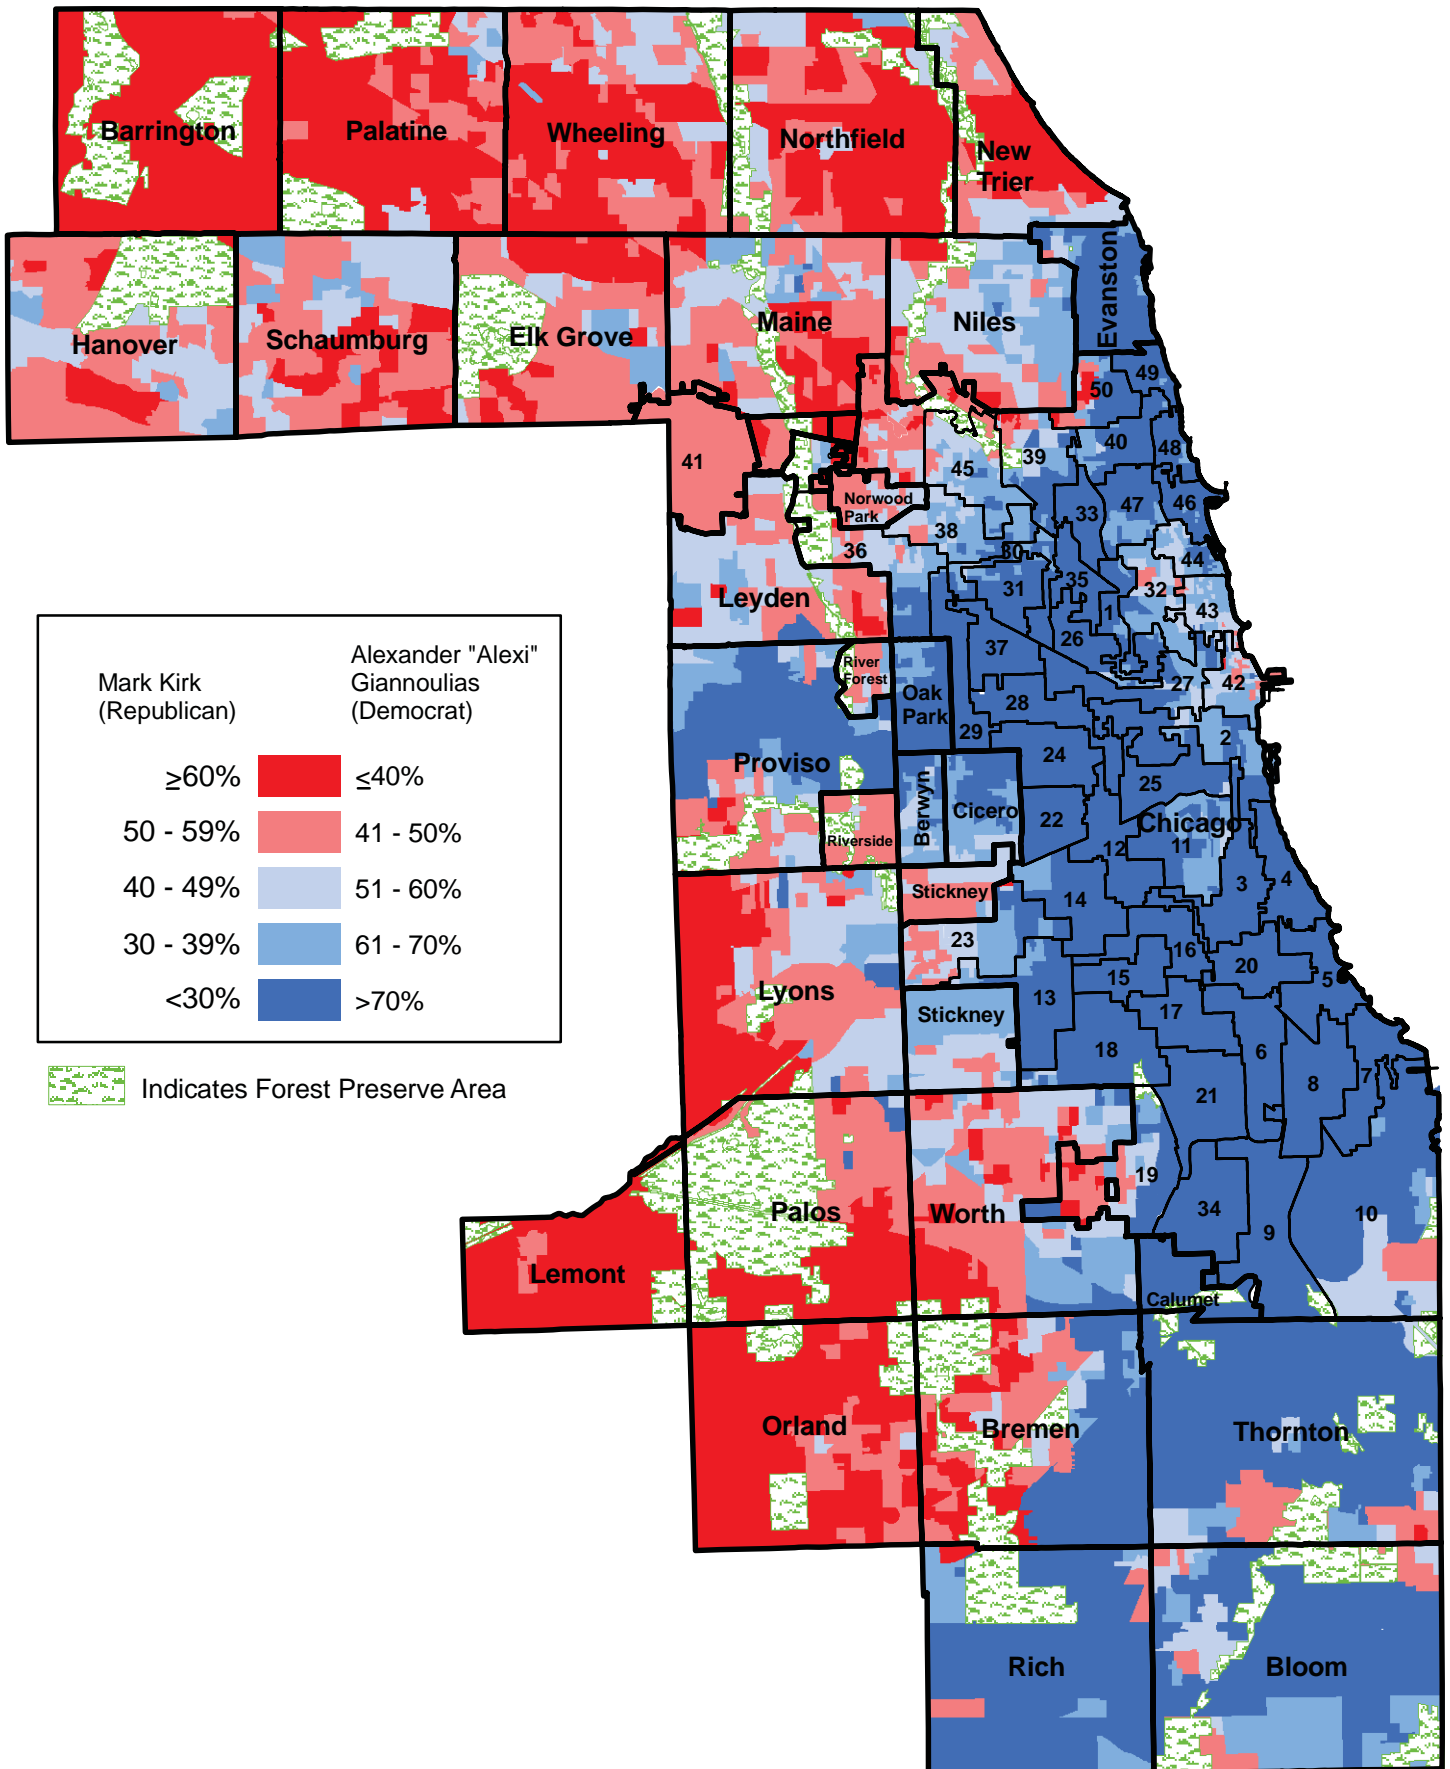 Barrington
Palatine
Wheeling
Northfield
New
Trier
Hanover
Schaumburg
Elk Grove
Maine
Niles
Evanston
50
49
41
45
39
40
48
Norwood
Park
47
46
33
38
36
30
44
35
31
32
Leyden
1
43
26
37
River
Forest
27
42
Oak
Park
28
29
2
24
Proviso
25
Berwyn
Cicero
22
Chicago
Riverside
12
11
Stickney
3
4
14
23
16
20
15
5
Lyons
13
Stickney
17
18
6
8
7
21
19
Palos
Worth
34
10
9
Lemont
Calumet
Orland
Bremen
Thornton
Rich
Bloom
Mark Kirk
(Republican)
Alexander "Alexi"
Giannoulias
(Democrat)
≥60% ≤40%
50 - 59% 41 - 50%
40 - 49% 51 - 60%
30 - 39% 61 - 70%
<30% >70%
Indicates Forest Preserve Area